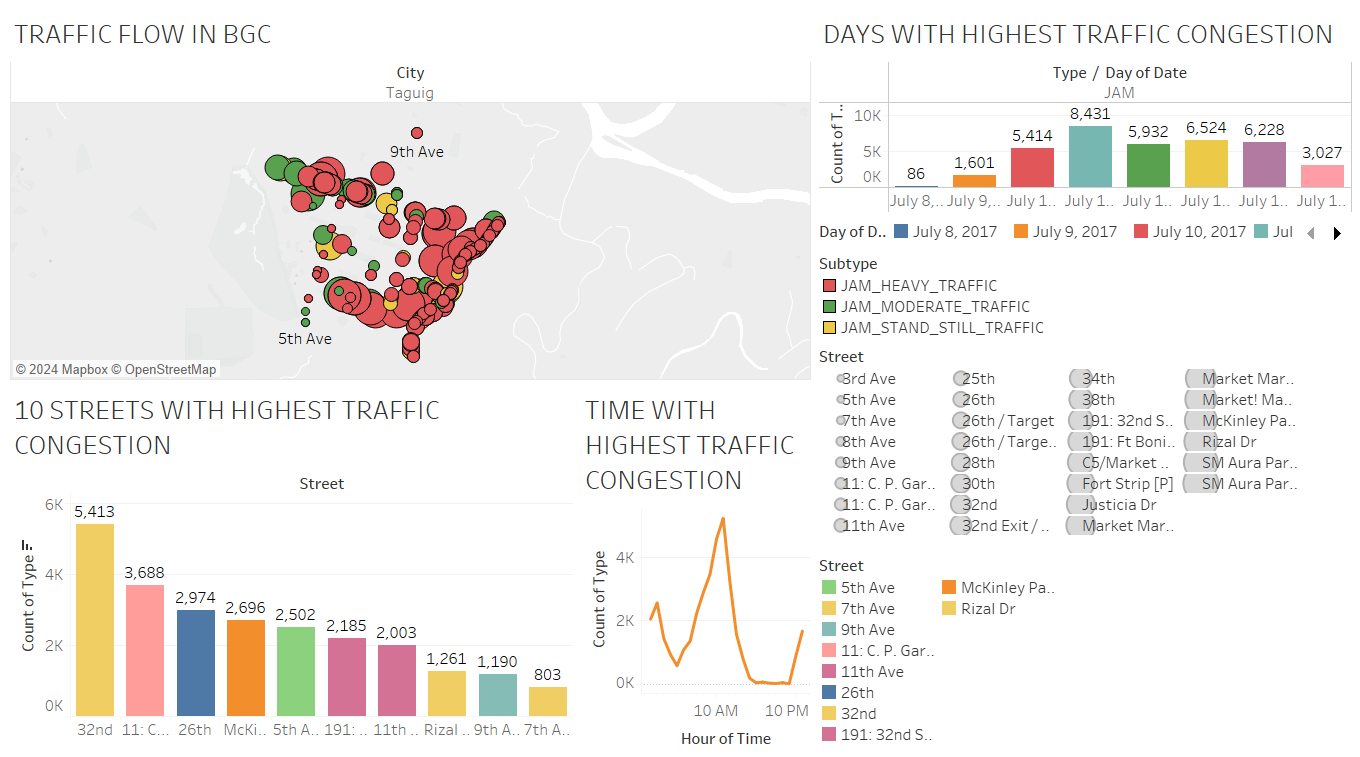 TRAFFIC FLOW IN BGC
City
Taguig
9th Ave
5th Ave
© 2024 Mapbox © OpenStreetMap
DAYS WITH HIGHEST TRAFFIC CONGESTION
Type / Day of Date
JAM
Count of T..
10K
5K
0K
86
1,601
5,414
8,431
5,932
6,524
6,228
3,027
July 8,..
July 9,..
July 1..
July 1..
July 1..
July 1..
July 1..
July 1..
Day of D..
July 8, 2017
July 9, 2017
July 10, 2017
Jul
Subtype
JAM_HEAVY_TRAFFIC
JAM_MODERATE_TRAFFIC
JAM_STAND_STILL_TRAFFIC
Street
3rd Ave
5th Ave
7th Ave
8th Ave
9th Ave
11: C. P. Gar..
11: C. P. Gar..
11th Ave
25th
26th
26th / Target
26th / Targe..
28th
30th
32nd
32nd Exit / ..
34th
38th
191: 32nd S..
191: Ft Boni..
C5/Market ..
Fort Strip [P]
Justicia Dr
Market Mar..
Market Mar..
Market! Ma..
McKinley Pa..
Rizal Dr
SM Aura Par..
SM Aura Par..
10 STREETS WITH HIGHEST TRAFFIC
CONGESTION
Street
Count of Type
6K
4K
2K
0K
5,413
3,688
2,974
2,696
2,502
2,185
2,003
1,261
1,190
803
32nd
11: C...
26th
McKi..
5th A..
191: ..
11th ..
Rizal ..
9th A..
7th A..
TIME WITH
HIGHEST TRAFFIC
CONGESTION
Count of Type
4K
2K
0K
10 AM
10 PM
Hour of Time
Street
5th Ave
7th Ave
9th Ave
11: C. P. Gar..
11th Ave
26th
32nd
191: 32nd S..
McKinley Pa..
Rizal Dr